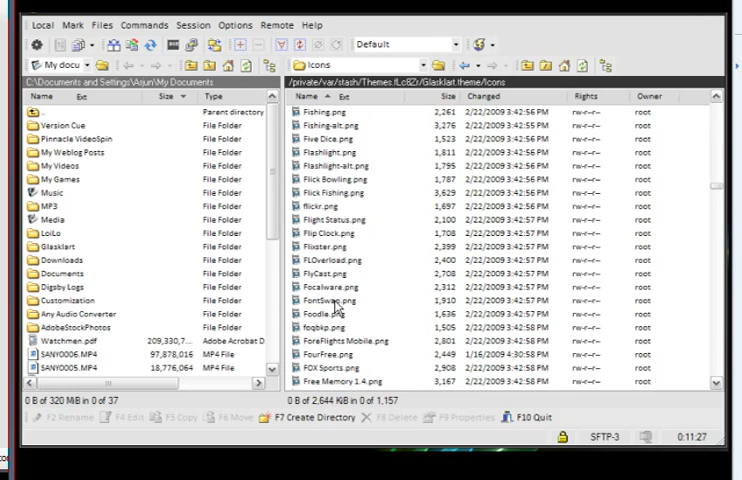 Local Mark Files Commands Session Options Remote Help
Default
My docu
Icons
C:\Documents and Settings\Arjun\My Documents
/private/var/stash/Themes.fLc8Zr/Glasklart.theme/Icons
Name Ext Size Type
Name Ext Size Changed Rights Owner
.. Parent directory
Version Cue File Folder
Pinnacle VideoSpin File Folder
My Weblog Posts File Folder
My Videos File Folder
My Games File Folder
Music File Folder
MP3 File Folder
Media File Folder
LoiLo File Folder
Glasklart File Folder
Downloads File Folder
Documents File Folder
Digsby Logs File Folder
Customization File Folder
Any Audio Converter File Folder
AdobeStockPhotos File Folder
Watchmen.pdf 209,330,7... Adobe Acrobat D
SANY0006.MP4 97,878,016 MP4 File
SANY0005.MP4 18,776,064 MP4 File
Fishing.png 2,261 2/22/2009 3:42:56 PM rw-r--r-- root
Fishing-alt.png 3,276 2/22/2009 3:42:55 PM rw-r--r-- root
Five Dice.png 1,523 2/22/2009 3:42:57 PM rw-r--r-- root
Flashlight.png 1,811 2/22/2009 3:42:56 PM rw-r--r-- root
Flashlight-alt.png 1,795 2/22/2009 3:42:56 PM rw-r--r-- root
Flick Bowling.png 1,787 2/22/2009 3:42:56 PM rw-r--r-- root
Flick Fishing.png 3,629 2/22/2009 3:42:56 PM rw-r--r-- root
flickr.png 1,697 2/22/2009 3:42:56 PM rw-r--r-- root
Flight Status.png 2,100 2/22/2009 3:42:57 PM rw-r--r-- root
Flip Clock.png 1,708 2/22/2009 3:42:57 PM rw-r--r-- root
Flixster.png 2,399 2/22/2009 3:42:57 PM rw-r--r-- root
FLOverload.png 2,400 2/22/2009 3:42:57 PM rw-r--r-- root
FlyCast.png 2,708 2/22/2009 3:42:57 PM rw-r--r-- root
Focalware.png 2,312 2/22/2009 3:42:57 PM rw-r--r-- root
FontSwap.png 1,910 2/22/2009 3:42:57 PM rw-r--r-- root
Foodle.png 1,636 2/22/2009 3:42:57 PM rw-r--r-- root
foqbkp.png 1,505 2/22/2009 3:42:58 PM rw-r--r-- root
ForeFlights Mobile.png 2,801 2/22/2009 3:42:58 PM rw-r--r-- root
FourFree.png 2,449 1/16/2009 4:30:58 PM rw-r--r-- root
FOX Sports.png 2,908 2/22/2009 3:42:58 PM rw-r--r-- root
Free Memory 1.4.png 3,167 2/22/2009 3:42:58 PM rw-r--r-- root
0 B of 320 MiB in 0 of 37
0 B of 2,644 KiB in 0 of 1,157
F2 Rename F4 Edit F5 Copy F6 Move F7 Create Directory F8 Delete F9 Properties F10 Quit
SFTP-3 0:11:27